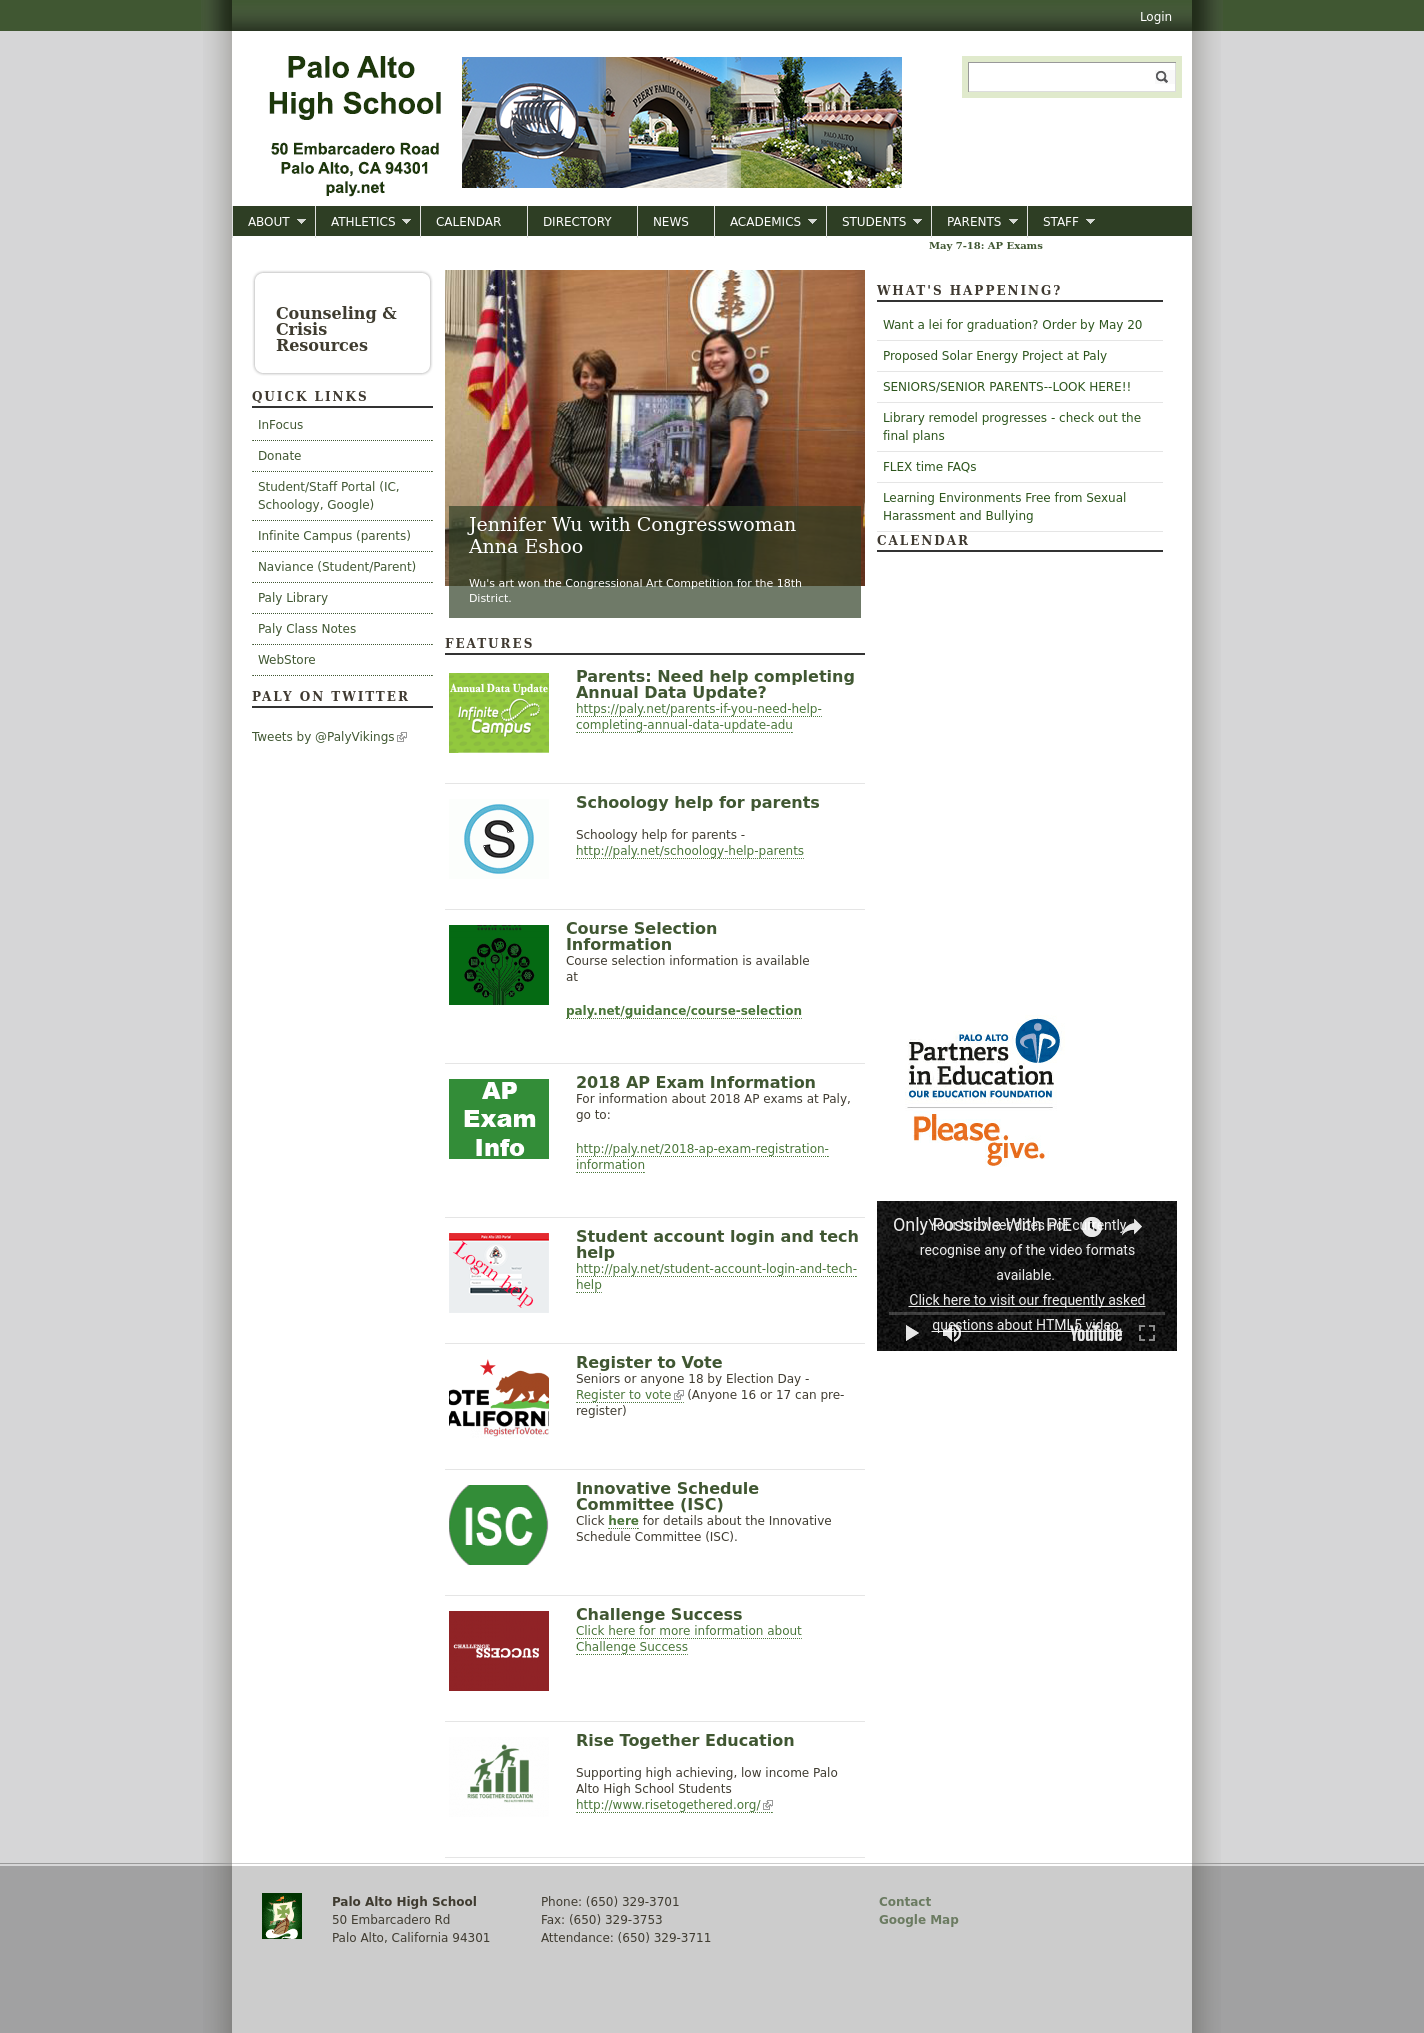 Login
Palo Alto
High School
50 Embarcadero Road
Palo Alto, CA 94301
paly.net
PEERY FAMILY CENTER
PALO ALTO
HIGH SCHOOL
ABOUT ATHLETICS CALENDAR DIRECTORY NEWS ACADEMICS STUDENTS PARENTS STAFF
May 7-18: AP Exams
Counseling &
Crisis
Resources
QUICK LINKS
InFocus
Donate
Student/Staff Portal (IC,
Schoology, Google)
Infinite Campus (parents)
Naviance (Student/Parent)
Paly Library
Paly Class Notes
WebStore
PALY ON TWITTER
Tweets by @PalyVikings
CITY OF
Jennifer Wu with Congresswoman
Anna Eshoo
Wu's art won the Congressional Art Competition for the 18th
District.
FEATURES
Annual Data Update
Infinite
Campus
Parents: Need help completing
Annual Data Update?
https://paly.net/parents-if-you-need-help-
completing-annual-data-update-adu
S
Schoology help for parents
Schoology help for parents -
http://paly.net/schoology-help-parents
Course Selection
Information
Course selection information is available
at
paly.net/guidance/course-selection
AP
Exam
Info
2018 AP Exam Information
For information about 2018 AP exams at Paly,
go to:
http://paly.net/2018-ap-exam-registration-
information
Login help
Student account login and tech
help
http://paly.net/student-account-login-and-tech-
help
OTE
ALIFORN
RegisterToVote.c
Register to Vote
Seniors or anyone 18 by Election Day -
Register to vote (Anyone 16 or 17 can pre-
register)
ISC
Innovative Schedule
Committee (ISC)
Click here for details about the Innovative
Schedule Committee (ISC).
CHALLENGE
SUCCESS
Challenge Success
Click here for more information about
Challenge Success
RISE TOGETHER EDUCATION
Rise Together Education
Supporting high achieving, low income Palo
Alto High School Students
http://www.risetogethered.org/
WHAT'S HAPPENING?
Want a lei for graduation? Order by May 20
Proposed Solar Energy Project at Paly
SENIORS/SENIOR PARENTS--LOOK HERE!!
Library remodel progresses - check out the
final plans
FLEX time FAQs
Learning Environments Free from Sexual
Harassment and Bullying
CALENDAR
PALO ALTO
Partners
in Education
OUR EDUCATION FOUNDATION
Please
give.
Only Possible With PiE
Your browser does not currently
recognise any of the video formats
available.
Click here to visit our frequently asked
questions about HTML5 video.
YouTube
Palo Alto High School
50 Embarcadero Rd
Palo Alto, California 94301
Phone: (650) 329-3701
Fax: (650) 329-3753
Attendance: (650) 329-3711
Contact
Google Map